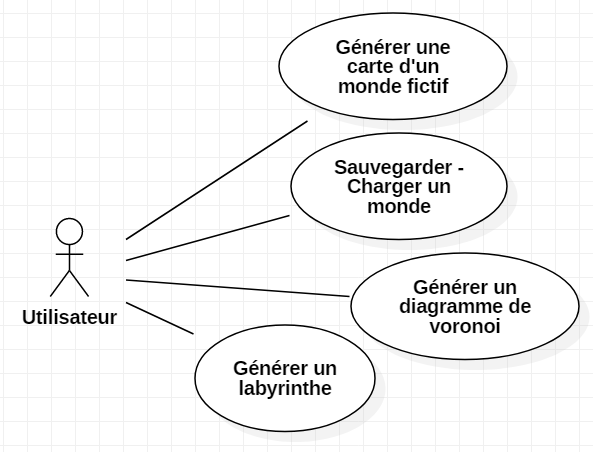 Générer une
carte d'un
monde fictif
Sauvegarder -
Charger un
monde
Générer un
diagramme de
voronoi
Utilisateur
Générer un
labyrinthe